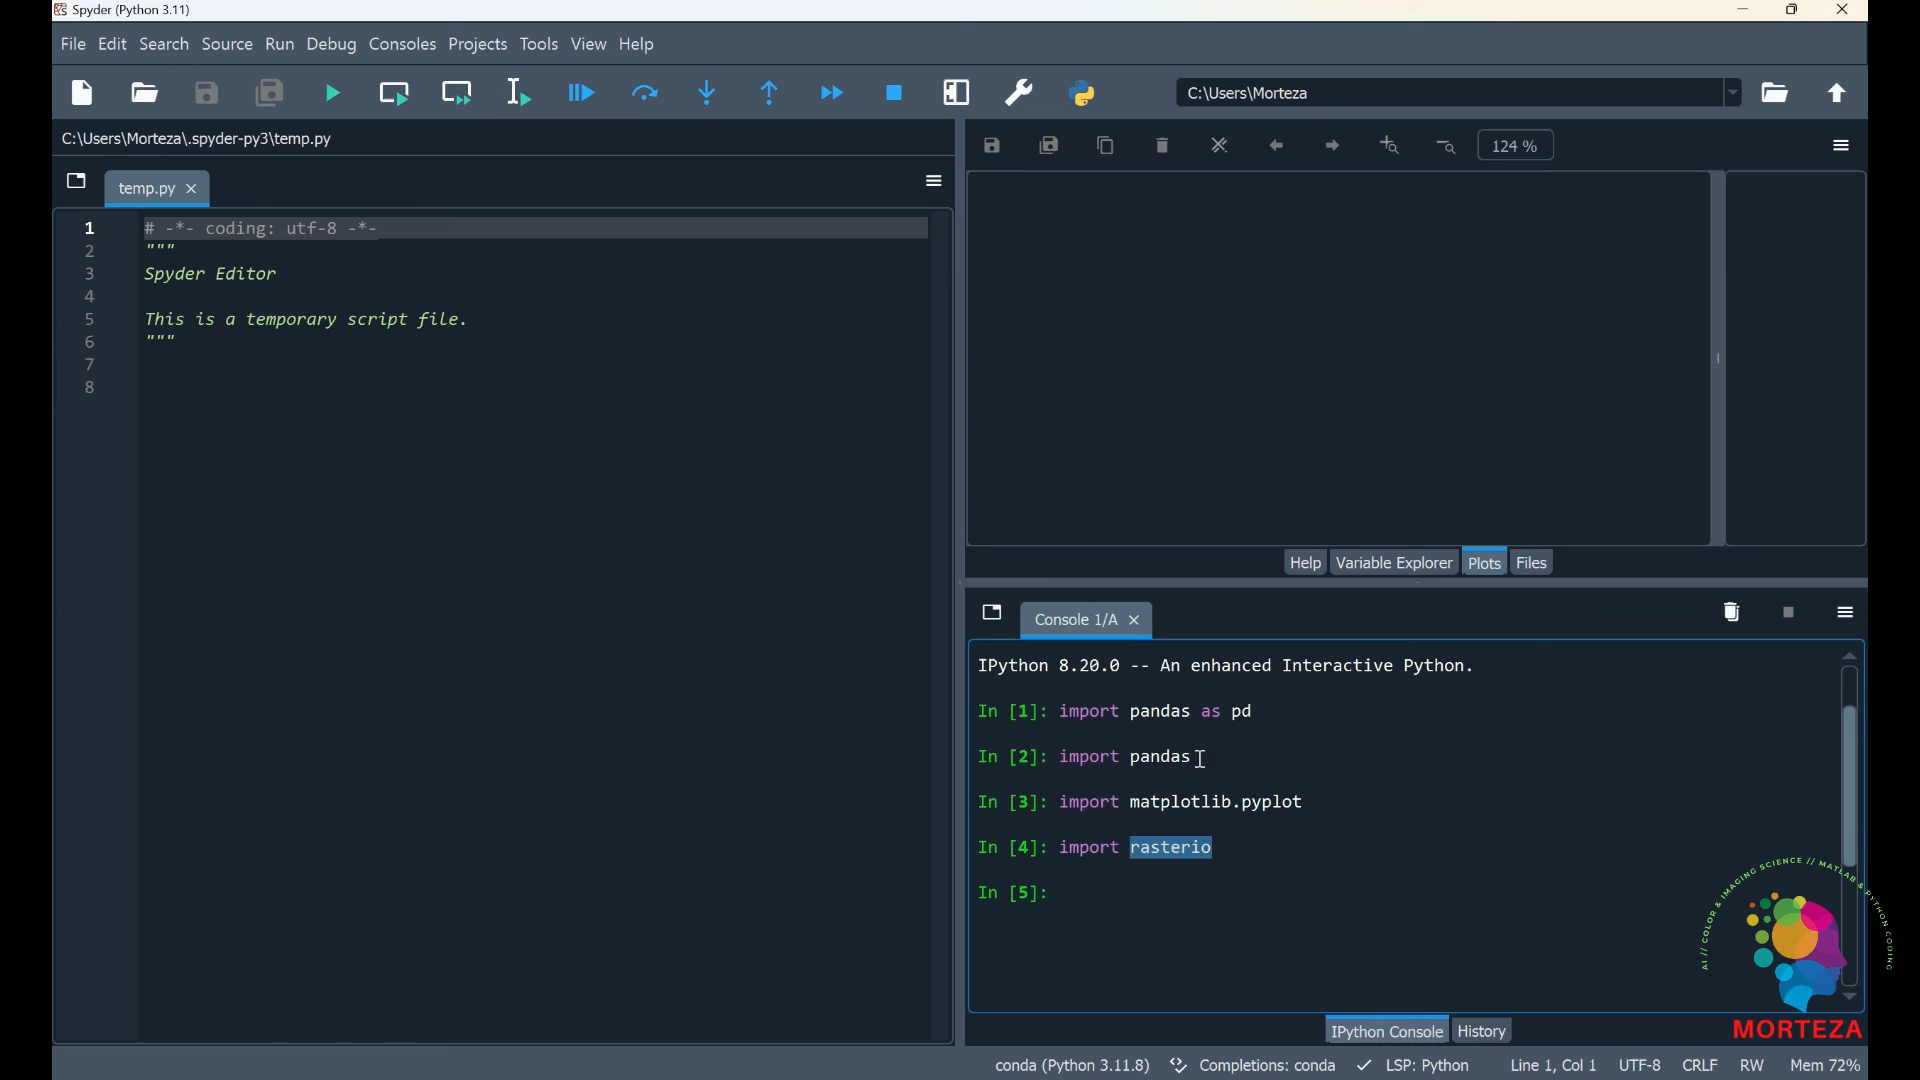 Spyder (Python 3.11)
File Edit Search Source Run Debug Consoles Projects Tools View Help
C:\Users\Morteza
C:\Users\Morteza\.spyder-py3\temp.py
124 %
temp.py
1 # -*- coding: utf-8 -*-
2 """
3 Spyder Editor
4
5 This is a temporary script file.
6 """
7
8
Help Variable Explorer Plots Files
Console 1/A
IPython 8.20.0 -- An enhanced Interactive Python.
In [1]: import pandas as pd
In [2]: import pandas
In [3]: import matplotlib.pyplot
In [4]: import rasterio
In [5]:
AI // COLOR & IMAGING SCIENCE // MATLAB & PYTHON CODING
MORTEZA
IPython Console History
conda (Python 3.11.8) Completions: conda LSP: Python Line 1, Col 1 UTF-8 CRLF RW Mem 72%